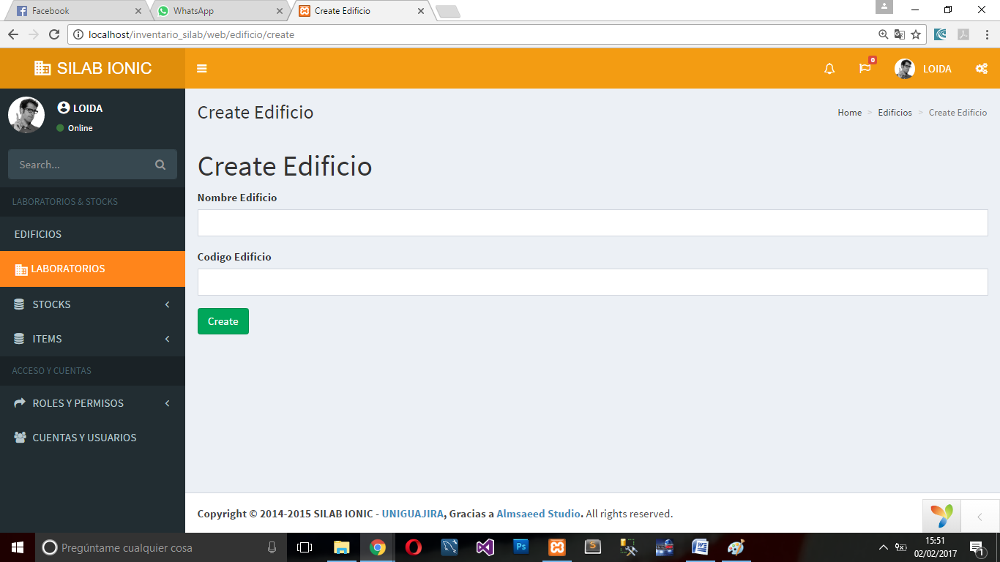 Facebook
WhatsApp
Create Edificio
localhost/inventario_silab/web/edificio/create
SILAB IONIC
0
LOIDA
LOIDA
Online
Search...
LABORATORIOS & STOCKS
EDIFICIOS
LABORATORIOS
STOCKS
ITEMS
ACCESO Y CUENTAS
ROLES Y PERMISOS
CUENTAS Y USUARIOS
Create Edificio
Home > Edificios > Create Edificio
Create Edificio
Nombre Edificio
Codigo Edificio
Create
Copyright © 2014-2015 SILAB IONIC - UNIGUAJIRA, Gracias a Almsaeed Studio. All rights reserved.
Pregúntame cualquier cosa
Ps
S
W
15:51
02/02/2017
1